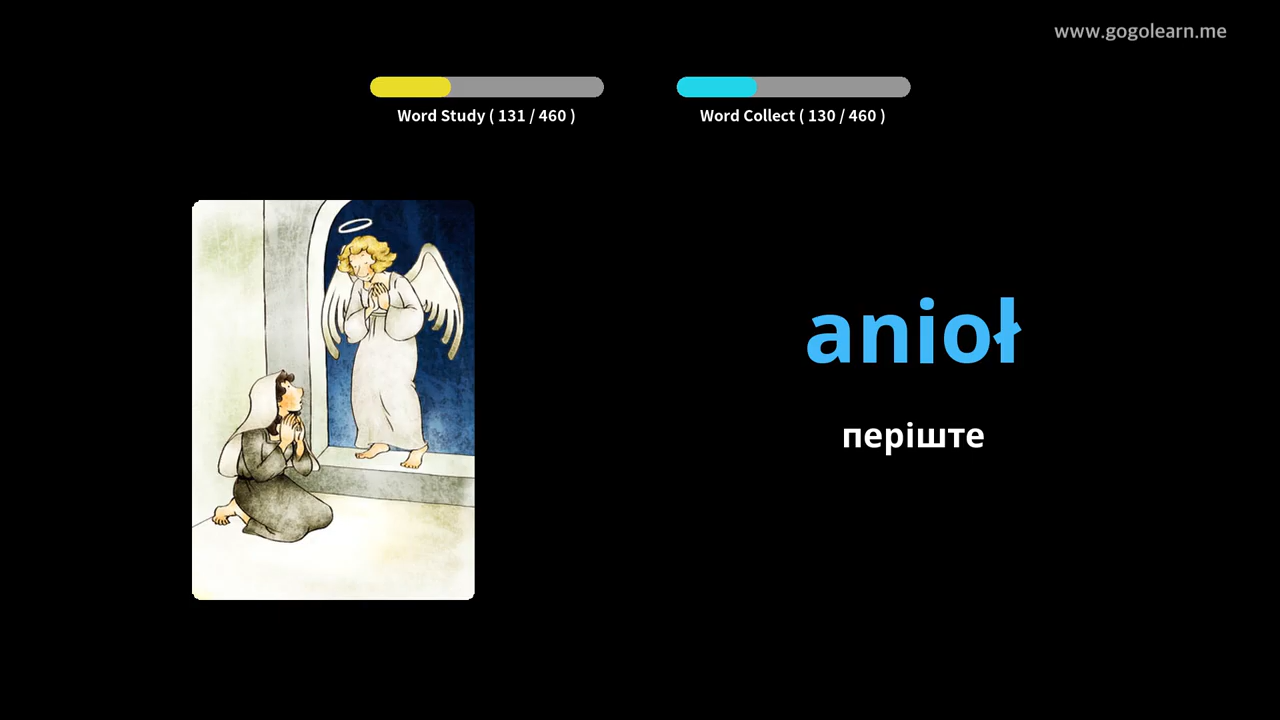 www.gogolearn.me
Word Study ( 131 / 460 )
Word Collect ( 130 / 460 )
anioł
періште